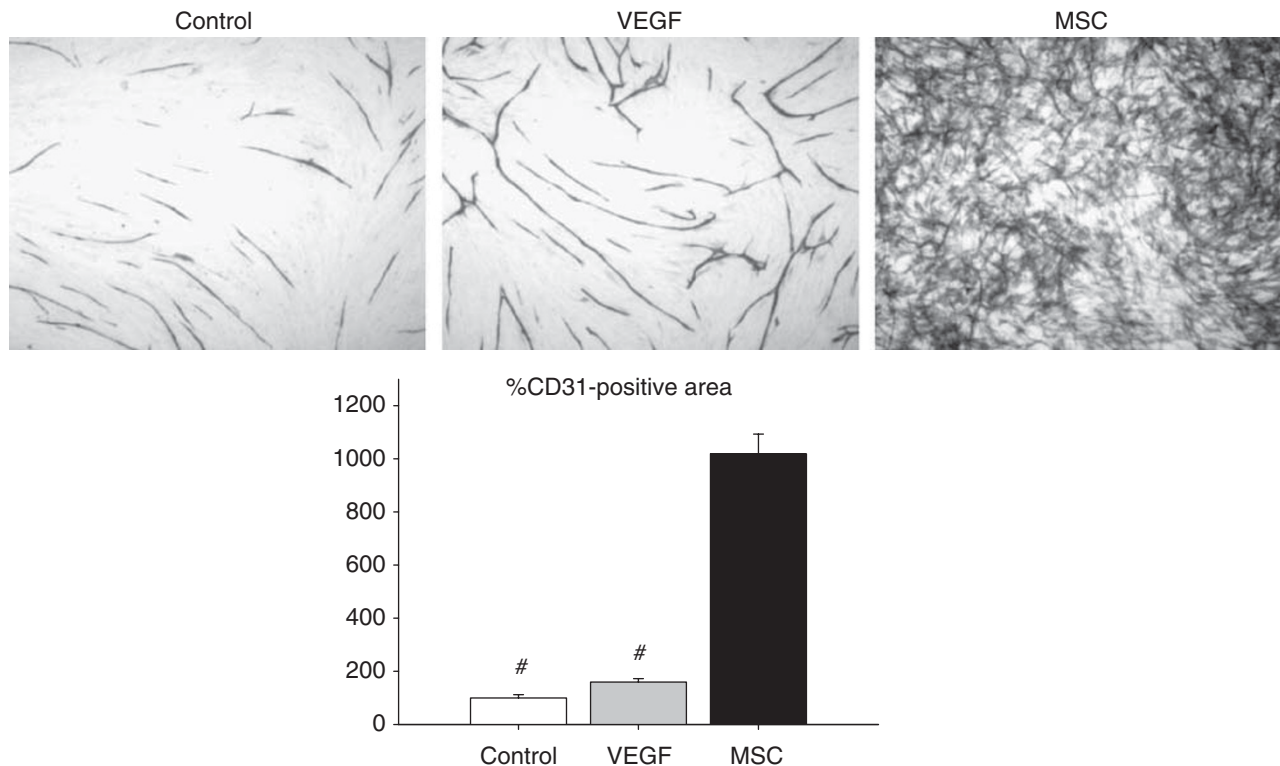 Control VEGF MSC
%CD31-positive area
1200
1000
800
600
400
200
0
# #
Control VEGF MSC